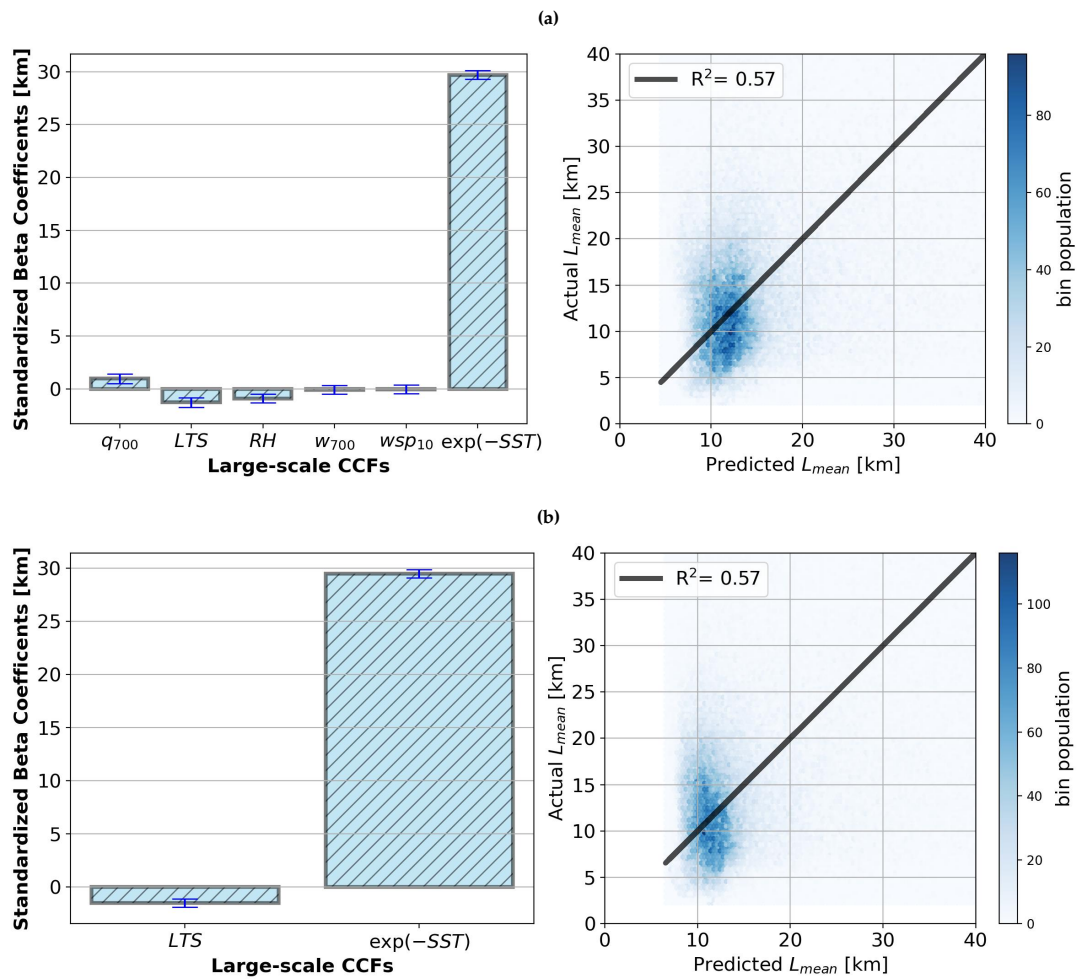 (a)
Standardized Beta Coefficents [km]
30
25
20
15
10
5
0
q700
LTS
RH
w700
wsp10
exp(−SST)
Large-scale CCFs
R²= 0.57
Actual Lmean [km]
40
35
30
25
20
15
10
5
0
0
10
20
30
40
Predicted Lmean [km]
80
60
40
20
0
bin population
(b)
Standardized Beta Coefficents [km]
30
25
20
15
10
5
0
LTS
exp(−SST)
Large-scale CCFs
R²= 0.57
Actual Lmean [km]
40
35
30
25
20
15
10
5
0
0
10
20
30
40
Predicted Lmean [km]
100
80
60
40
20
0
bin population